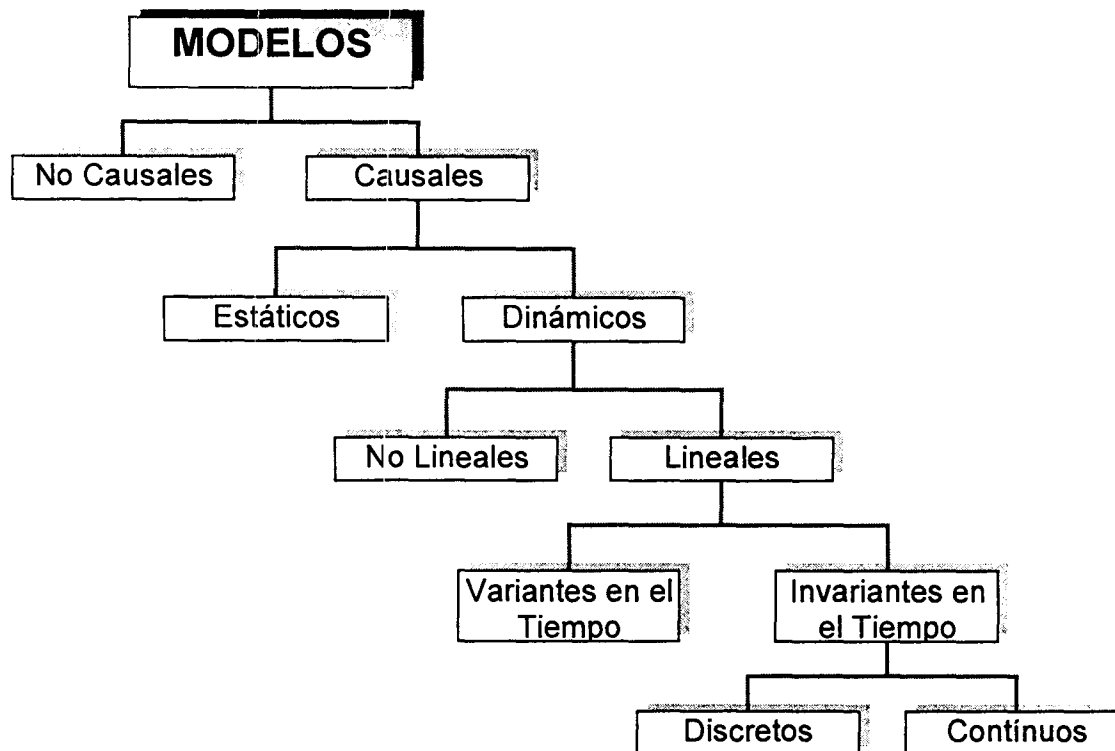 MODELOS
No Causales
Causales
Estáticos
Dinámicos
No Lineales
Lineales
Variantes en el
Tiempo
Invariantes en
el Tiempo
Discretos
Contínuos